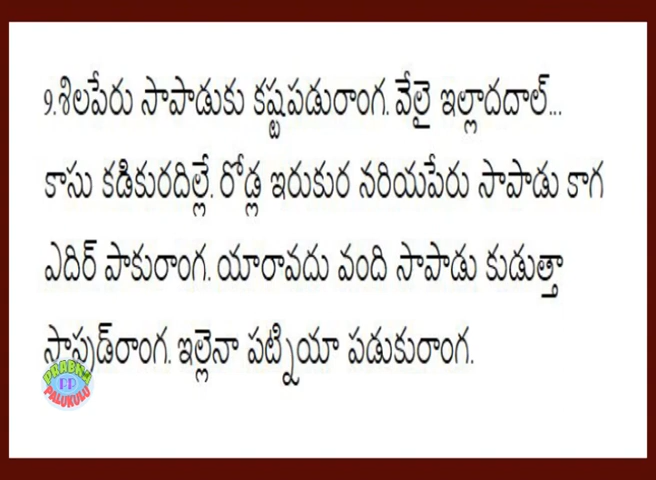 9.శిలపేరు సాపాడుకు కష్టపడురాంగ. వేలై ఇల్లాదదాల్...
కాసు కడికురదిల్లే. రోడ్ల ఇరుకుర నరియపేరు సాపాడు కాగ
ఎదిర్ పాకురాంగ. యారావదు వంది సాపాడు కుడుత్తా
సాపుడ్‌రాంగ. ఇల్లెనా పట్నియా పడుకురాంగ.
PRABHA
PP
PALUKULU